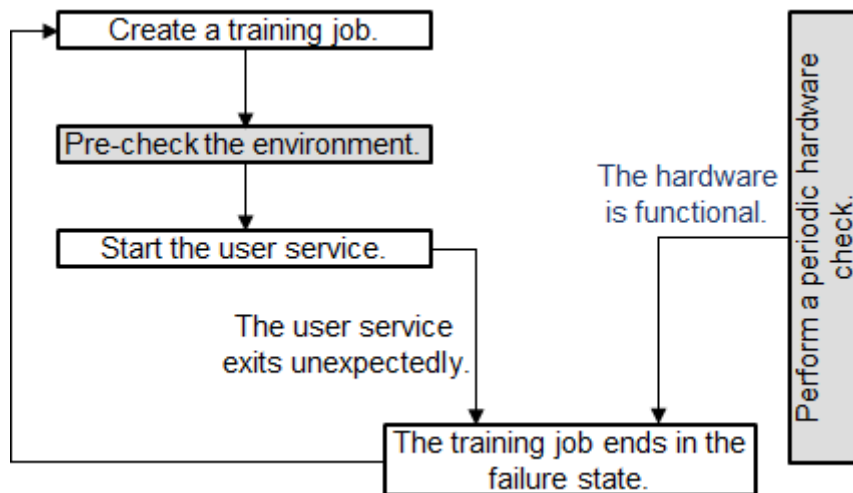 Create a training job.
Pre-check the environment.
Start the user service.
The user service
exits unexpectedly.
The hardware
is functional.
Perform a periodic hardware
check.
The training job ends in the
failure state.